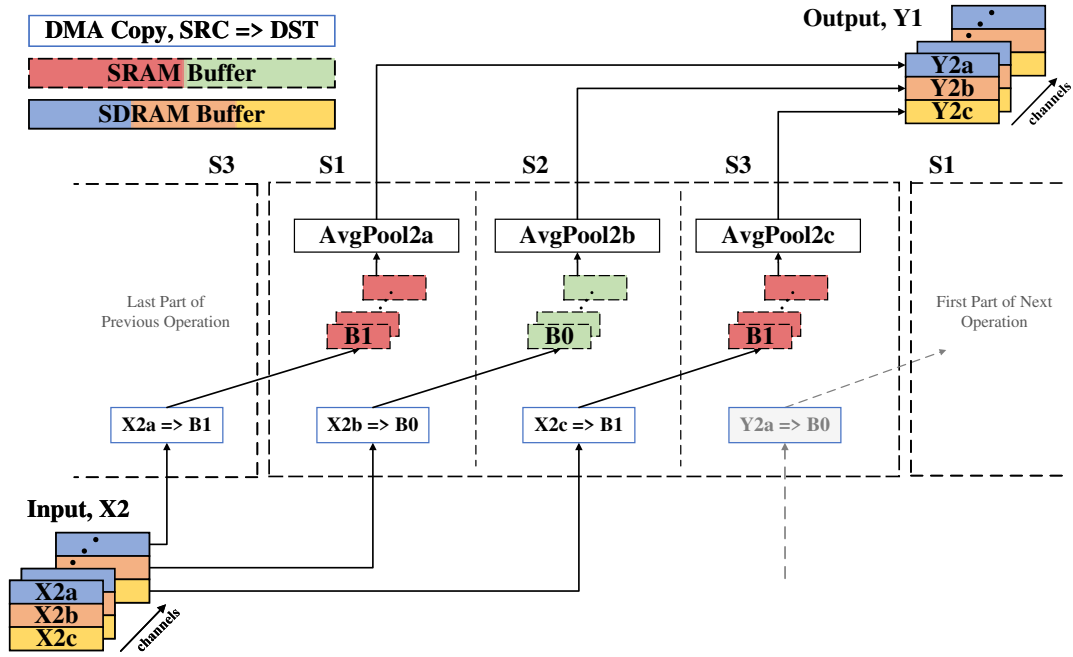 DMA Copy, SRC => DST
SRAM Buffer
SDRAM Buffer
Output, Y1
Y2a
Y2b
Y2c
channels
S3
S1
S2
S3
S1
AvgPool2a
AvgPool2b
AvgPool2c
Last Part of
Previous Operation
B1
B0
B1
First Part of Next
Operation
X2a => B1
X2b => B0
X2c => B1
Y2a => B0
Input, X2
X2a
X2b
X2c
channels